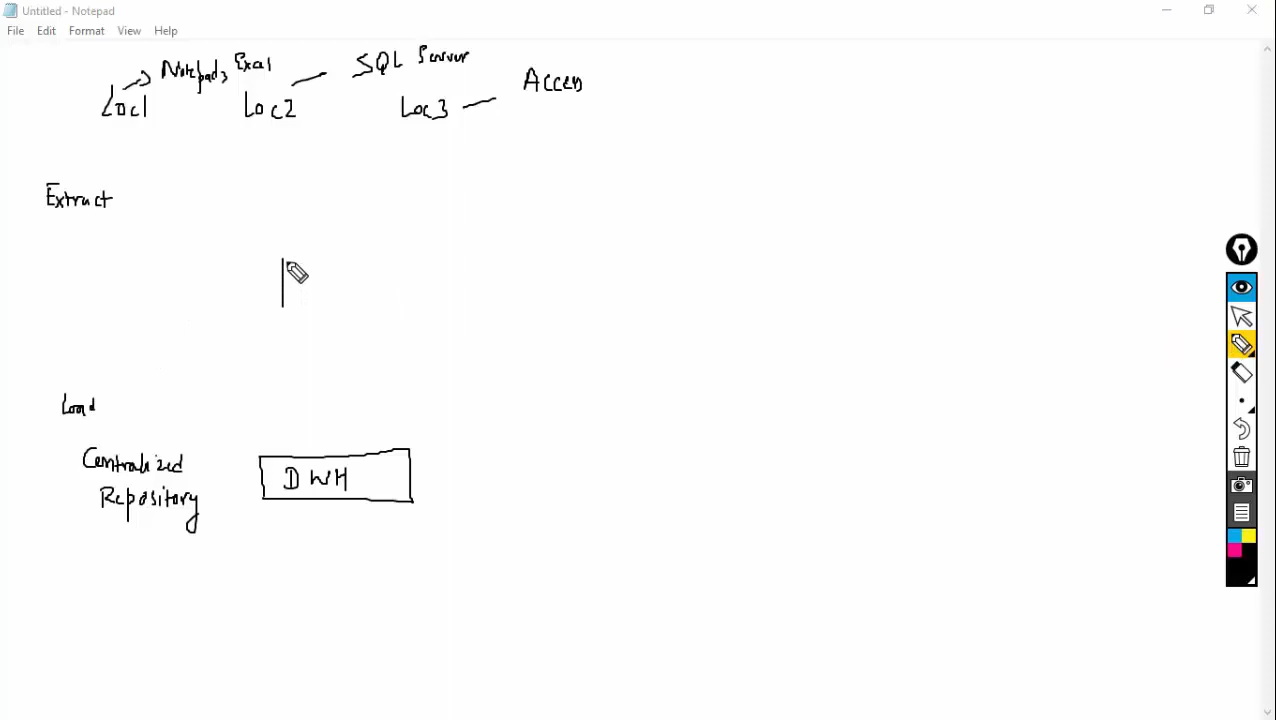 Untitled - Notepad
File Edit Format View Help
Notepad, Excel SQL Server Access
Loc1 Loc2 Loc3
Extract
Load
Centralized
Repository
DWH